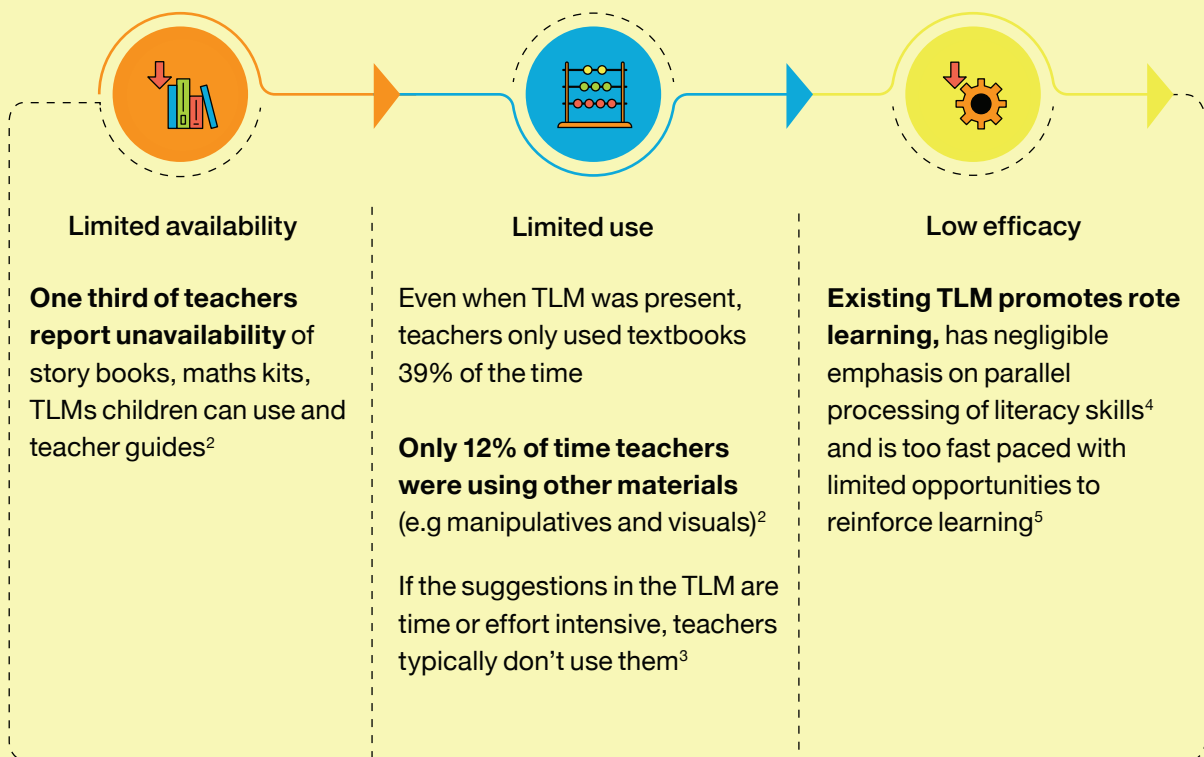 Limited availability
One third of teachers
report unavailability of
story books, maths kits,
TLMs children can use and
teacher guides²
Limited use
Even when TLM was present,
teachers only used textbooks
39% of the time
Only 12% of time teachers
were using other materials
(e.g manipulatives and visuals)²
If the suggestions in the TLM are
time or effort intensive, teachers
typically don’t use them³
Low efficacy
Existing TLM promotes rote
learning, has negligible
emphasis on parallel
processing of literacy skills⁴
and is too fast paced with
limited opportunities to
reinforce learning⁵